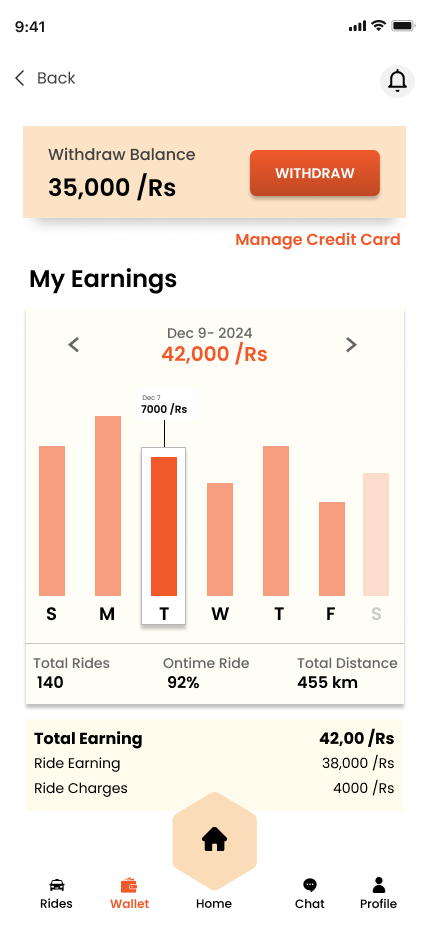 9:41
Back
Withdraw Balance
35,000 /Rs
WITHDRAW
Manage Credit Card
My Earnings
Dec 9- 2024
42,000 /Rs
Dec 7
7000 /Rs
S M T W T F S
Total Rides Ontime Ride Total Distance
140 92% 455 km
Total Earning 42,00 /Rs
Ride Earning 38,000 /Rs
Ride Charges 4000 /Rs
Rides Wallet Home Chat Profile